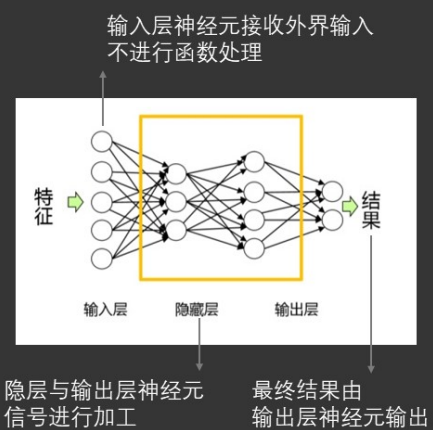 输入层神经元接收外界输入
不进行函数处理
特征
结果
输入层
隐藏层
输出层
隐层与输出层神经元
信号进行加工
最终结果由
输出层神经元输出